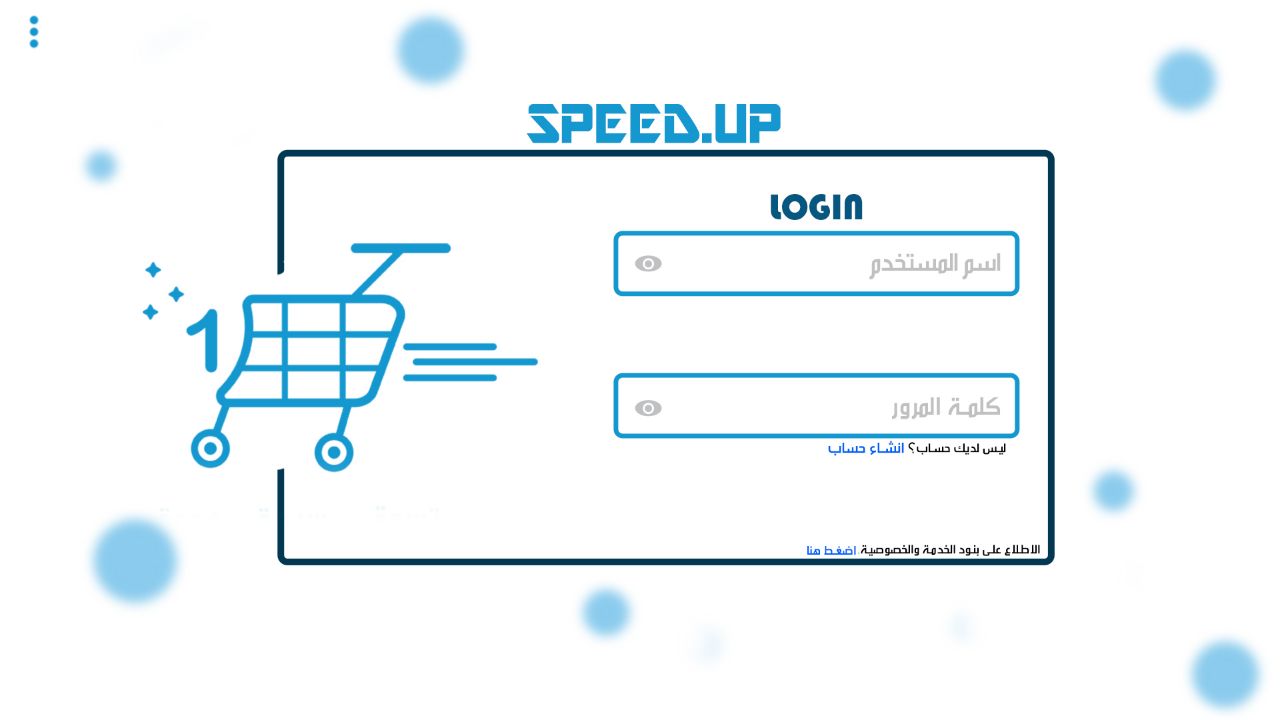 SPEED.UP
LOGIN
اسم المستخدم
1
كلمة المرور
ليس لديك حساب؟ انشاء حساب
الاطلاع على بنود الخدمة والخصوصية اضغط هنا